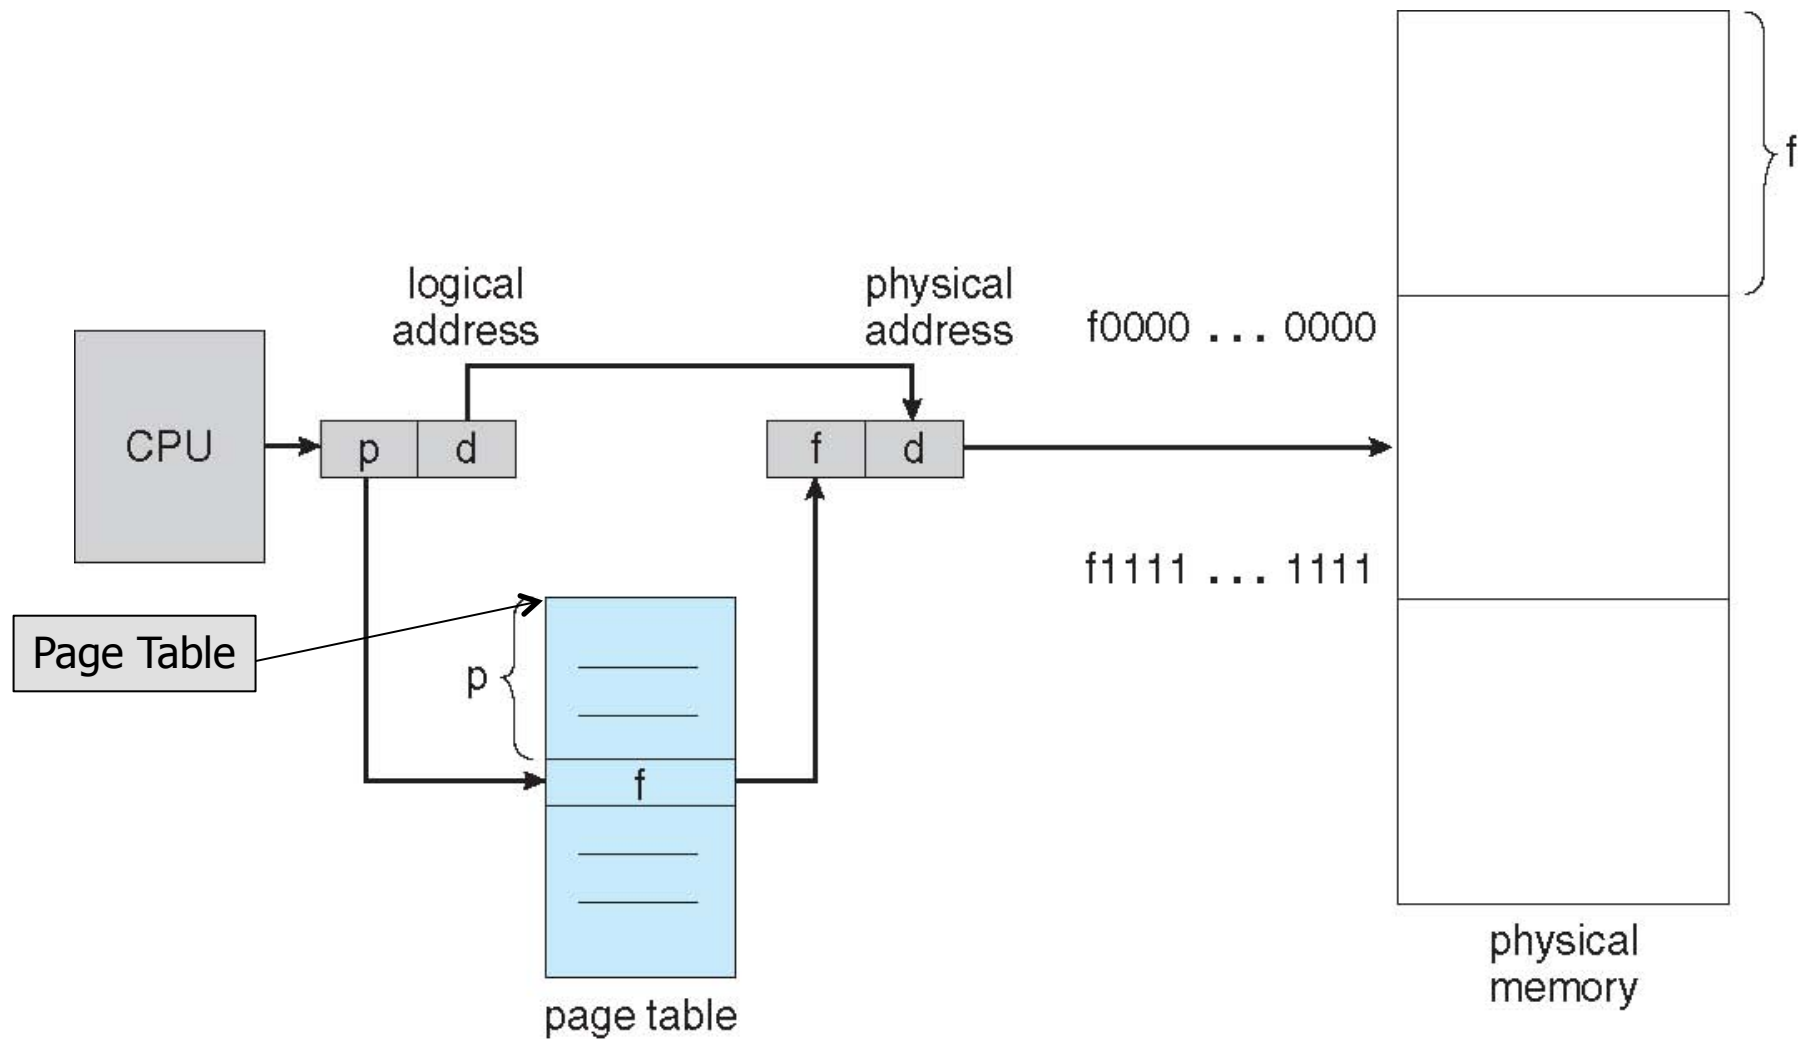 f
logical
address
physical
address
f0000 ... 0000
CPU
p
d
f
d
f1111 ... 1111
Page Table
p
f
physical
memory
page table